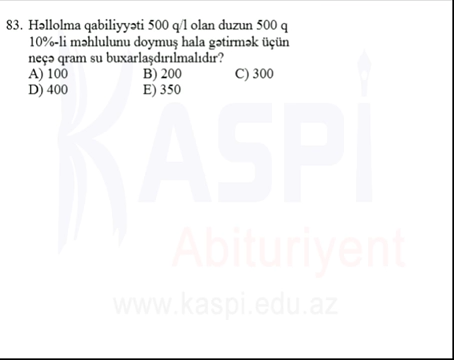 83. Həllolma qabiliyyəti 500 q/l olan duzun 500 q
10%-li məhlulunu doymuş hala gətirmək üçün
neçə qram su buxarlaşdırılmalıdır?
A) 100 B) 200 C) 300
D) 400 E) 350
KASPİ
Abituriyent
www.kaspi.edu.az